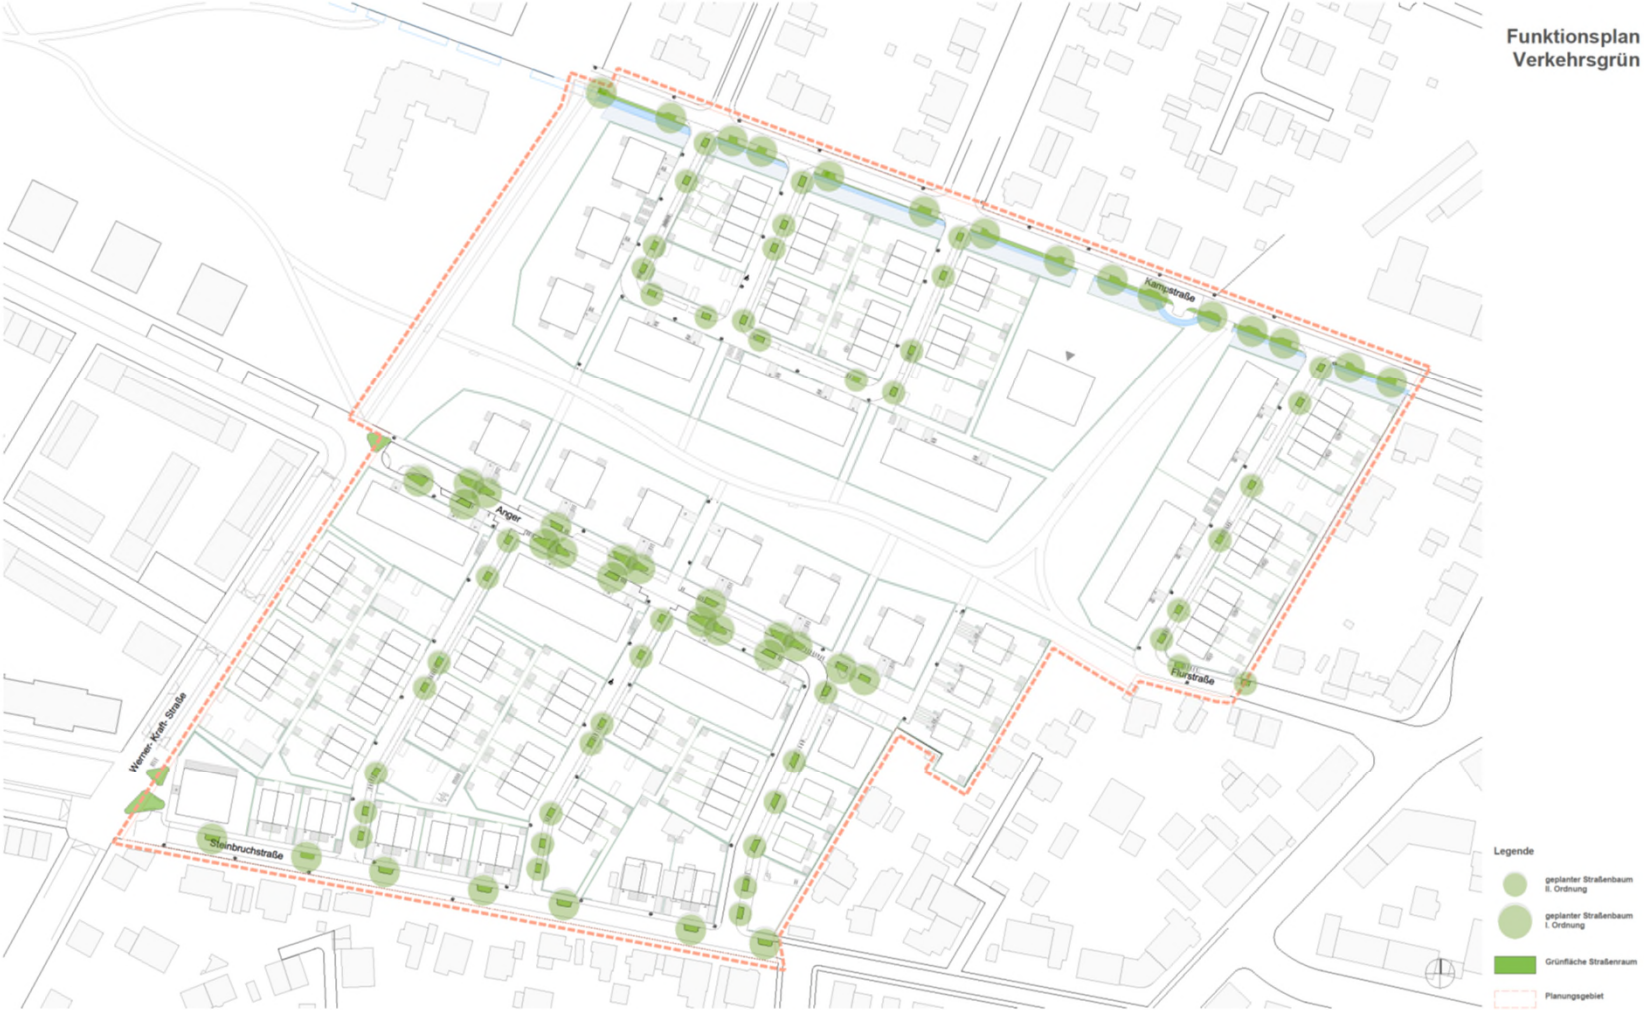 Funktionsplan
Verkehrsgrün
Kampstraße
Anger
Flurstraße
Werner-Kraft-Straße
Steinbruchstraße
Legende
geplanter Straßenbaum
II. Ordnung
geplanter Straßenbaum
I. Ordnung
Grünfläche Straßenraum
Planungsgebiet